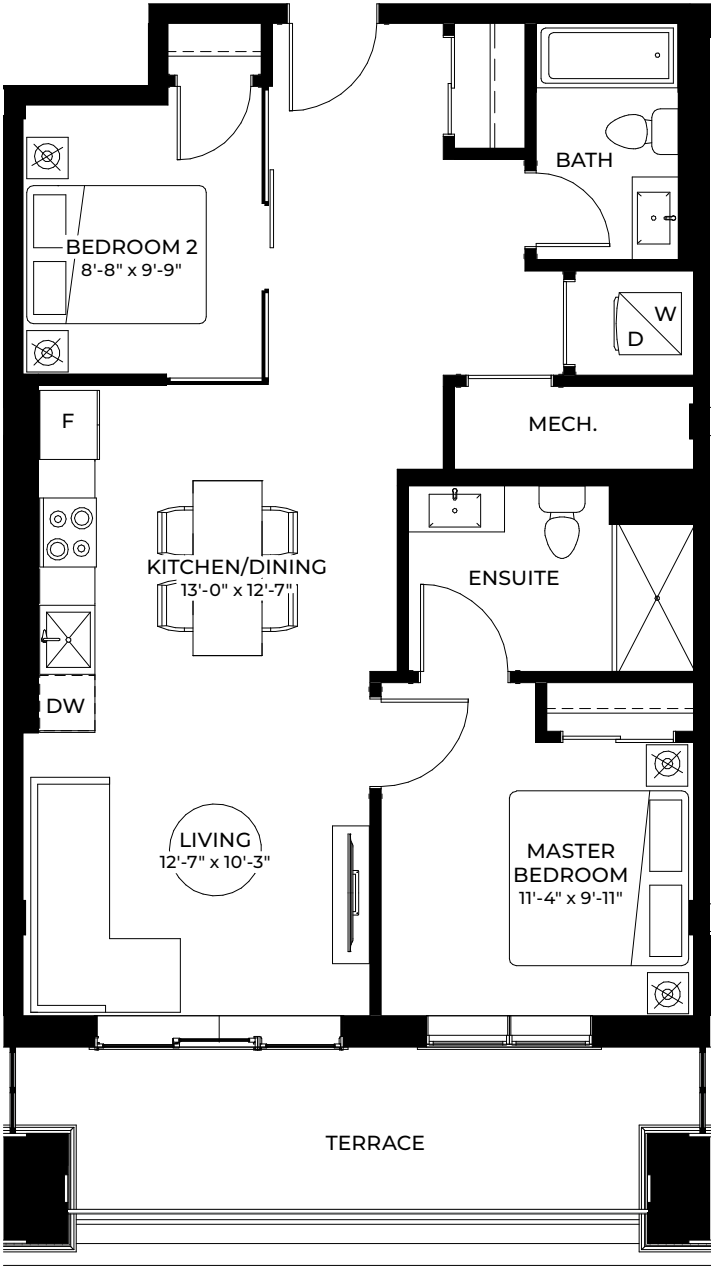 BATH
BEDROOM 2
8'-8" x 9'-9"
W
D
F
MECH.
KITCHEN/DINING
13'-0" x 12'-7"
ENSUITE
DW
LIVING
12'-7" x 10'-3"
MASTER
BEDROOM
11'-4" x 9'-11"
TERRACE